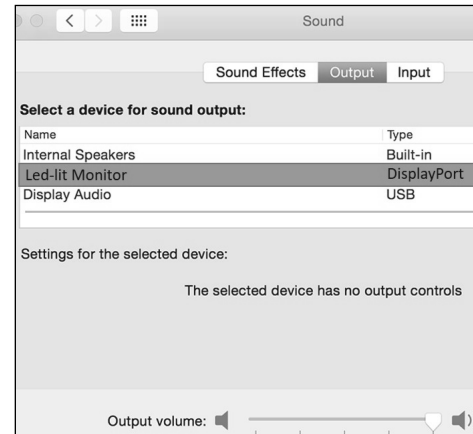 Sound
Sound Effects Output Input
Select a device for sound output:
Name Type
Internal Speakers Built-in
Led-lit Monitor DisplayPort
Display Audio USB
Settings for the selected device:
The selected device has no output controls
Output volume: